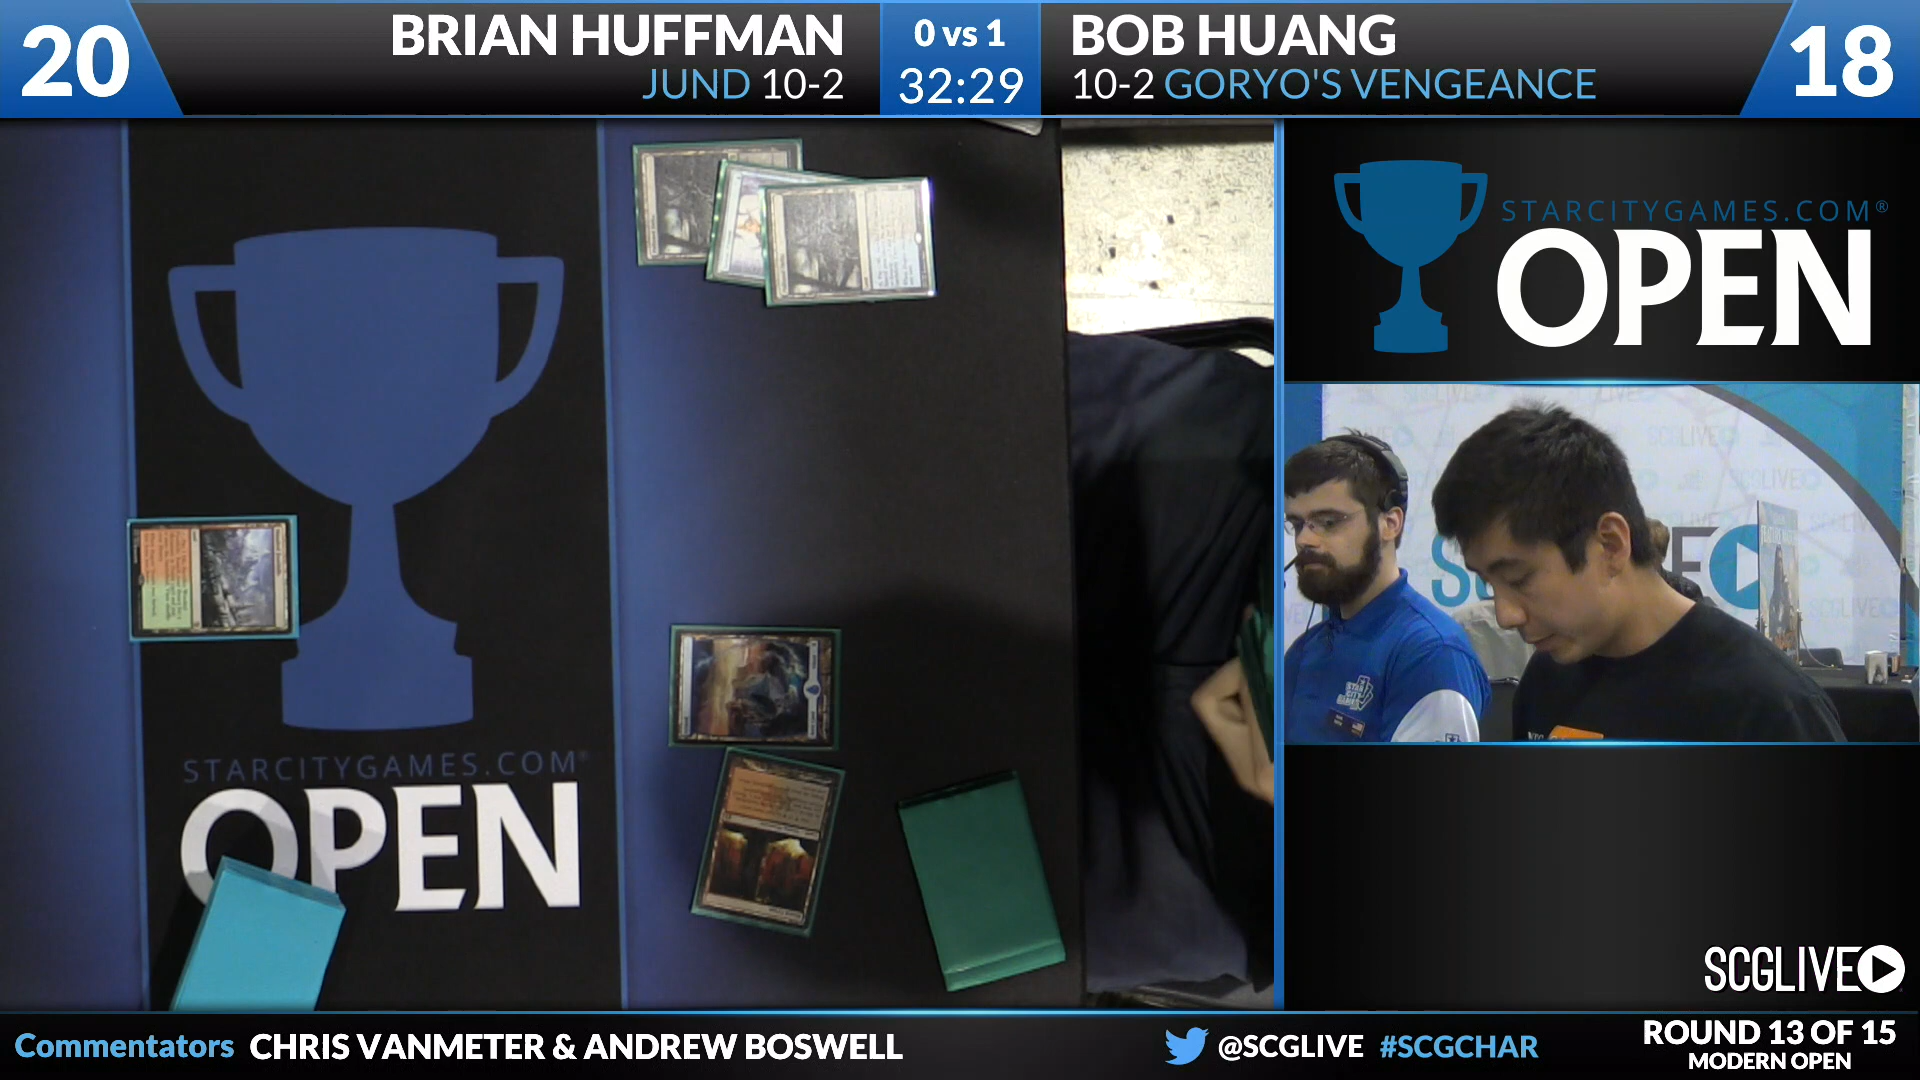 20
BRIAN HUFFMAN
JUND 10-2
0 vs 1
32:29
BOB HUANG
10-2 GORYO'S VENGEANCE
18
STARCITYGAMES.COM®
OPEN
STARCITYGAMES.COM®
OPEN
SCGLIVE
Commentators CHRIS VANMETER & ANDREW BOSWELL
@SCGLIVE #SCGCHAR
ROUND 13 OF 15
MODERN OPEN